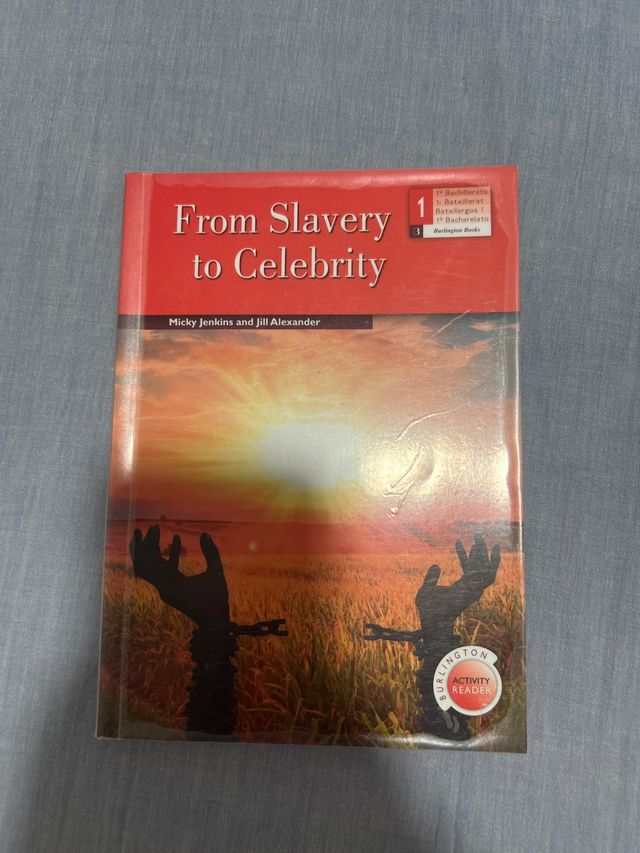 From Slavery
to Celebrity
1
1º Bachillerato
1r Batxillerat
Batxilergoa 1
1º Bacharelato
B
Burlington Books
Micky Jenkins and Jill Alexander
BURLINGTON
ACTIVITY
READER